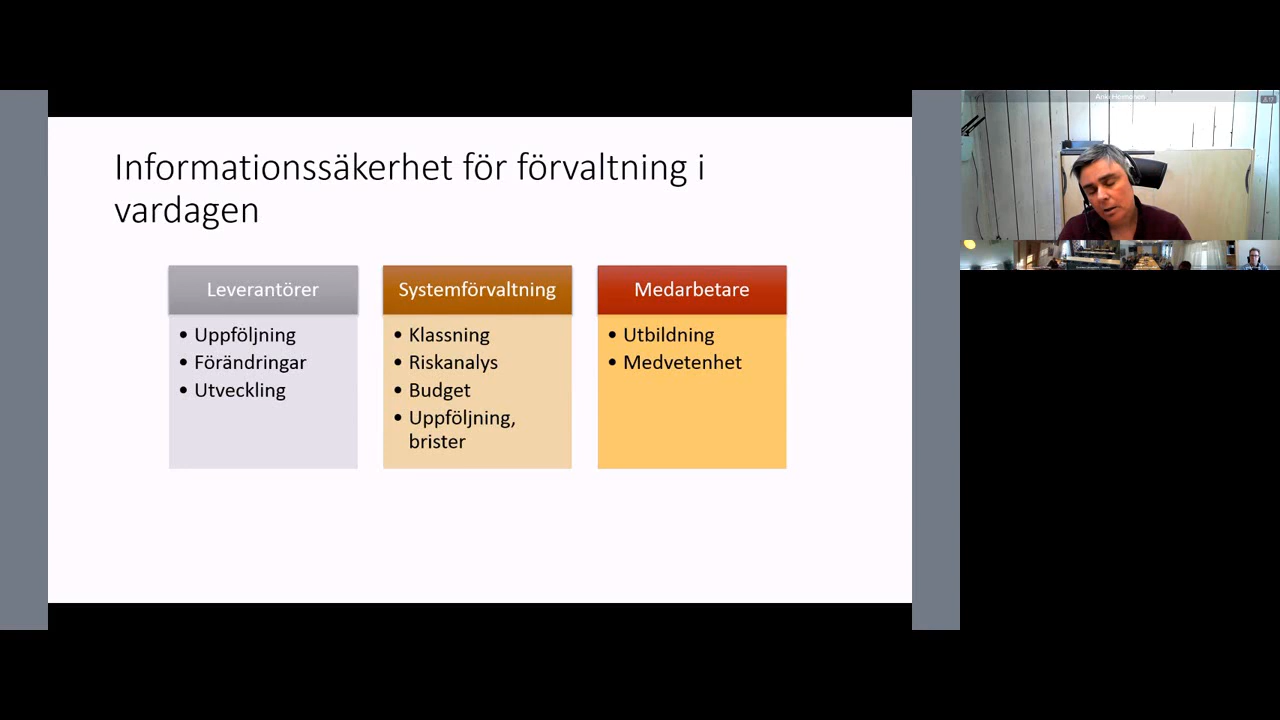 Informationssäkerhet för förvaltning i
vardagen
Leverantörer
• Uppföljning
• Förändringar
• Utveckling
Systemförvaltning
• Klassning
• Riskanalys
• Budget
• Uppföljning,
brister
Medarbetare
• Utbildning
• Medvetenhet